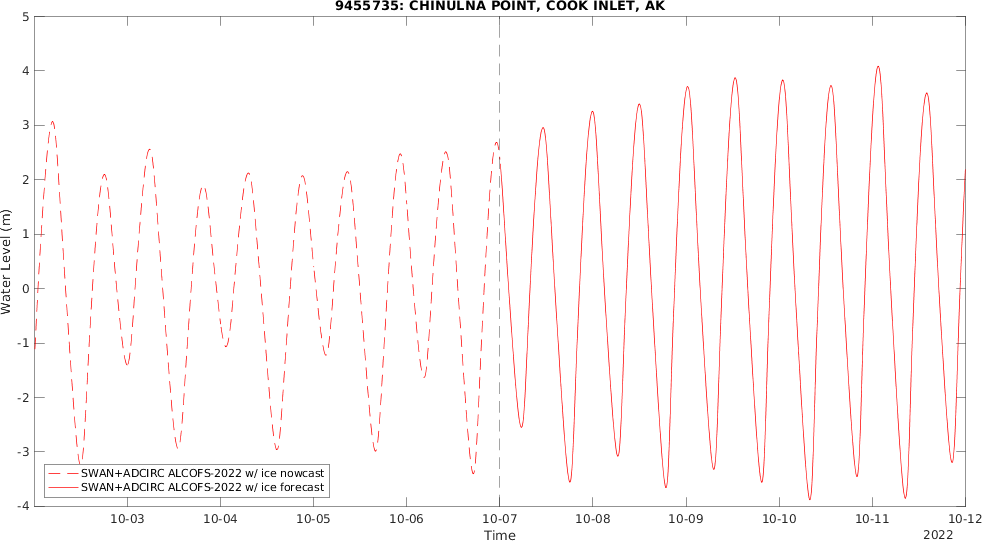 9455735: CHINULNA POINT, COOK INLET, AK
5
4
3
2
1
0
-1
-2
-3
-4
Water Level (m)
SWAN+ADCIRC ALCOFS-2022 w/ ice nowcast
SWAN+ADCIRC ALCOFS-2022 w/ ice forecast
10-03 10-04 10-05 10-06 10-07 10-08 10-09 10-10 10-11 10-12
Time
2022